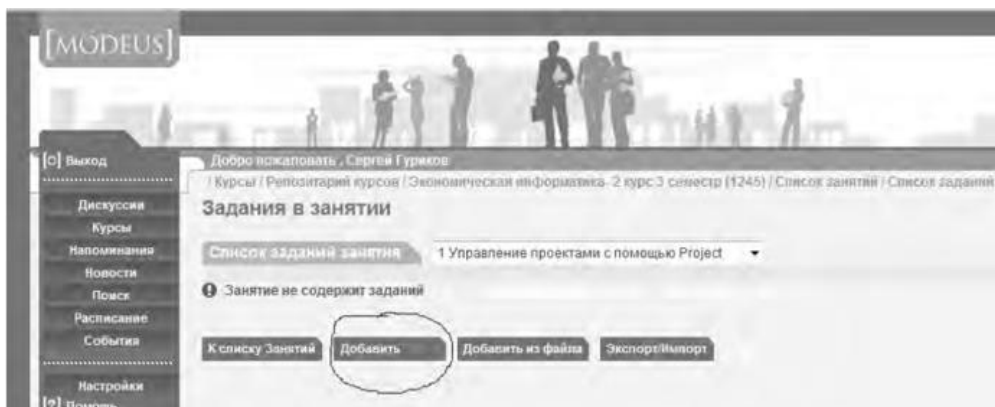 [MODEUS]
[O] Выход
Добро пожаловать , Сергей Гуриков
/ Курсы / Репозитарий курсов / Экономическая информатика- 2 курс 3 семестр (1245) / Список занятий / Список заданий
Дискуссии
Курсы
Напоминания
Новости
Поиск
Расписание
События
Настройки
[?] Помощь
Задания в занятии
Список заданий занятия
1 Управление проектами с помощью Project
Занятие не содержит заданий
К списку Занятий
Добавить
Добавить из файла
Экспорт/Импорт